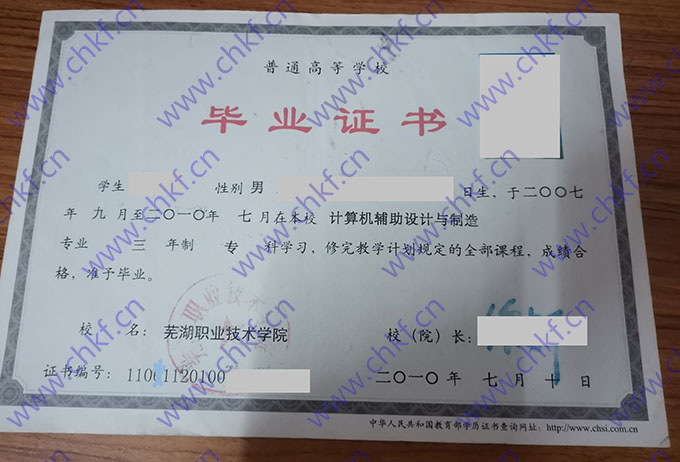 普通高等学校
毕业证书
学生 性别 男 日生，于二〇〇七
年 九 月至二〇一〇年 七 月在本校 计算机辅助设计与制造
专业 三 年制 专 科学习，修完教学计划规定的全部课程，成绩合
格，准予毕业。
校 名： 芜湖职业技术学院 校（院）长：
证书编号： 1106 1120100 二〇一〇 年 七 月 十 日
中华人民共和国教育部学历证书查询网址：http://www.chsi.com.cn
www.chkf.cn